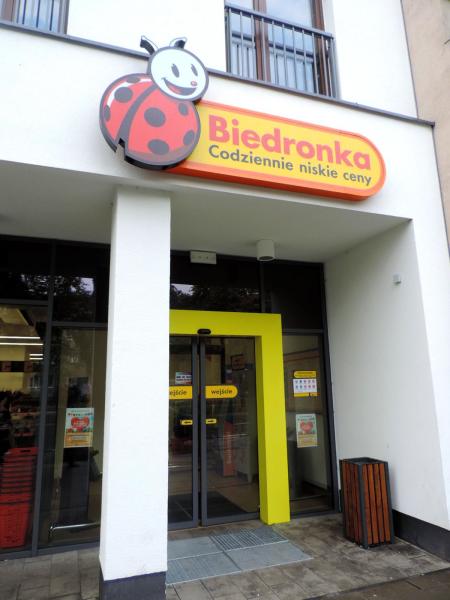 Biedronka
Codziennie niskie ceny
wejście
wejście